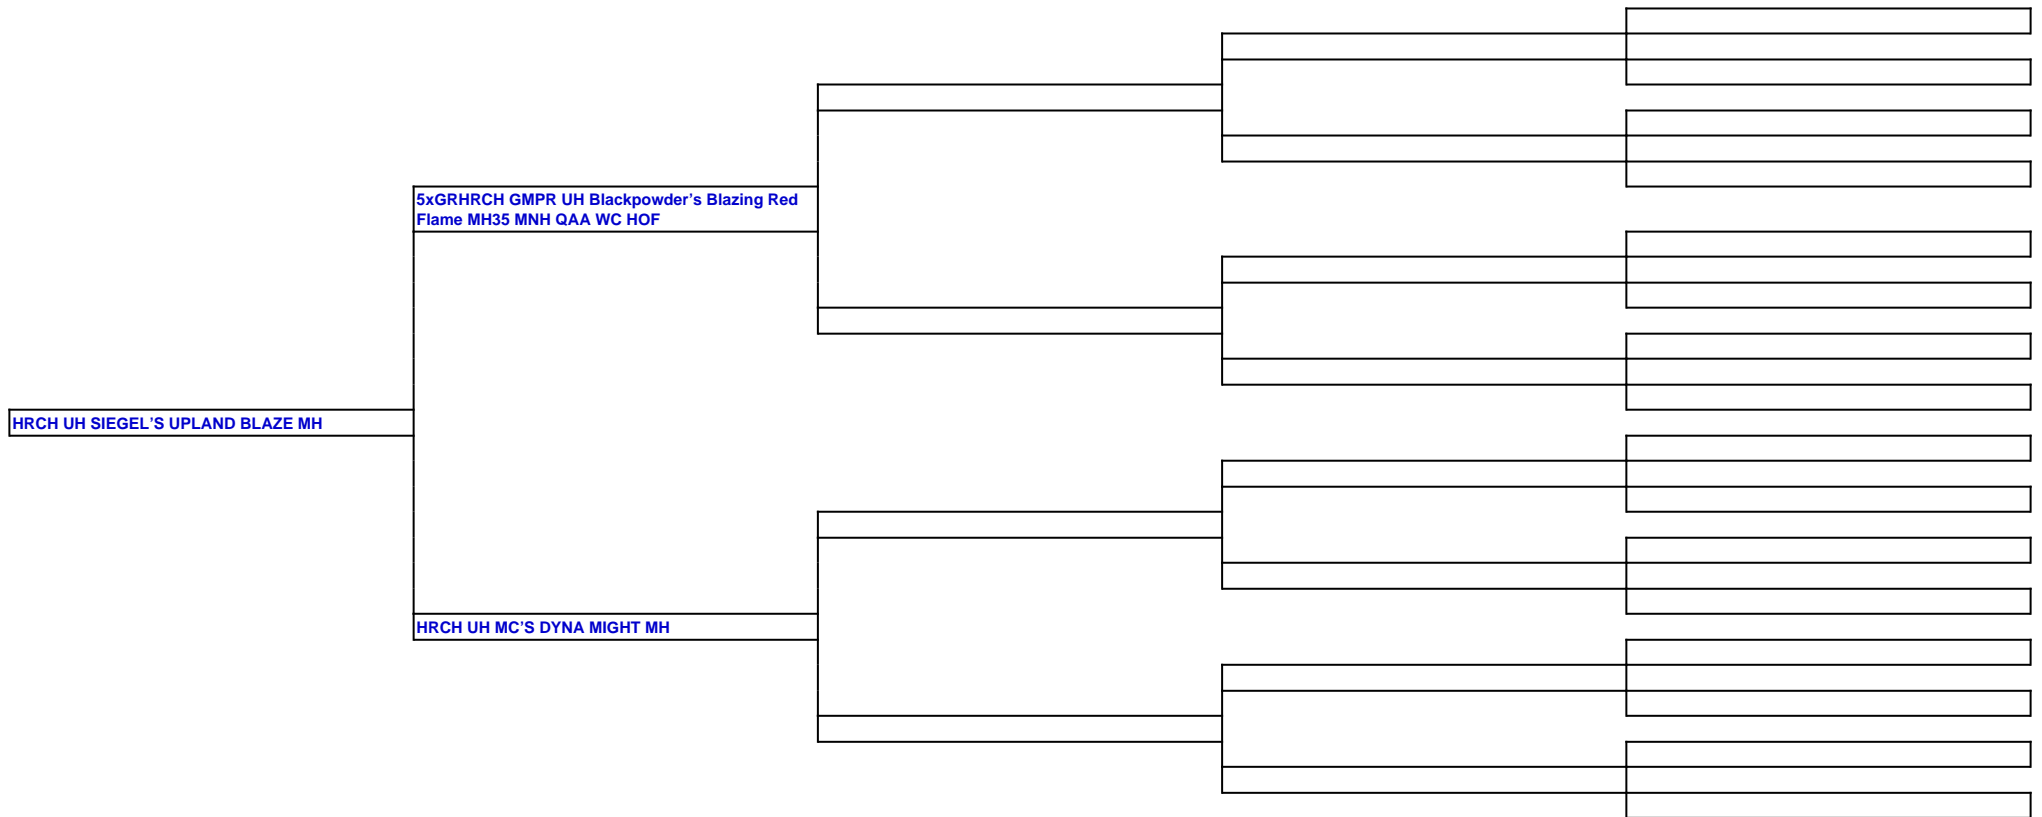 5xGRHRCH GMPR UH Blackpowder’s Blazing Red
Flame MH35 MNH QAA WC HOF
HRCH UH SIEGEL’S UPLAND BLAZE MH
HRCH UH MC’S DYNA MIGHT MH